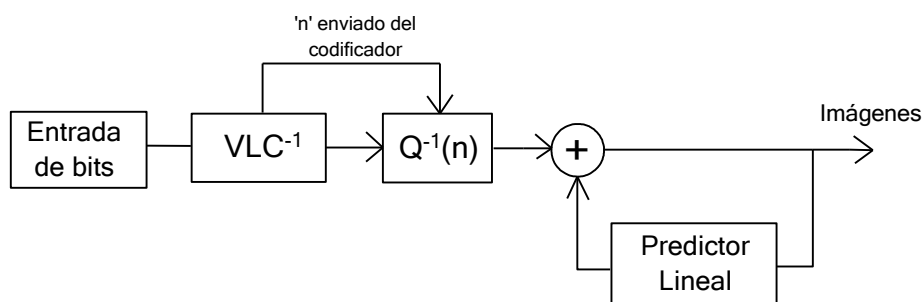 'n' enviado del
codificador
Entrada
de bits
VLC⁻¹
Q⁻¹(n)
+
Imágenes
Predictor
Lineal